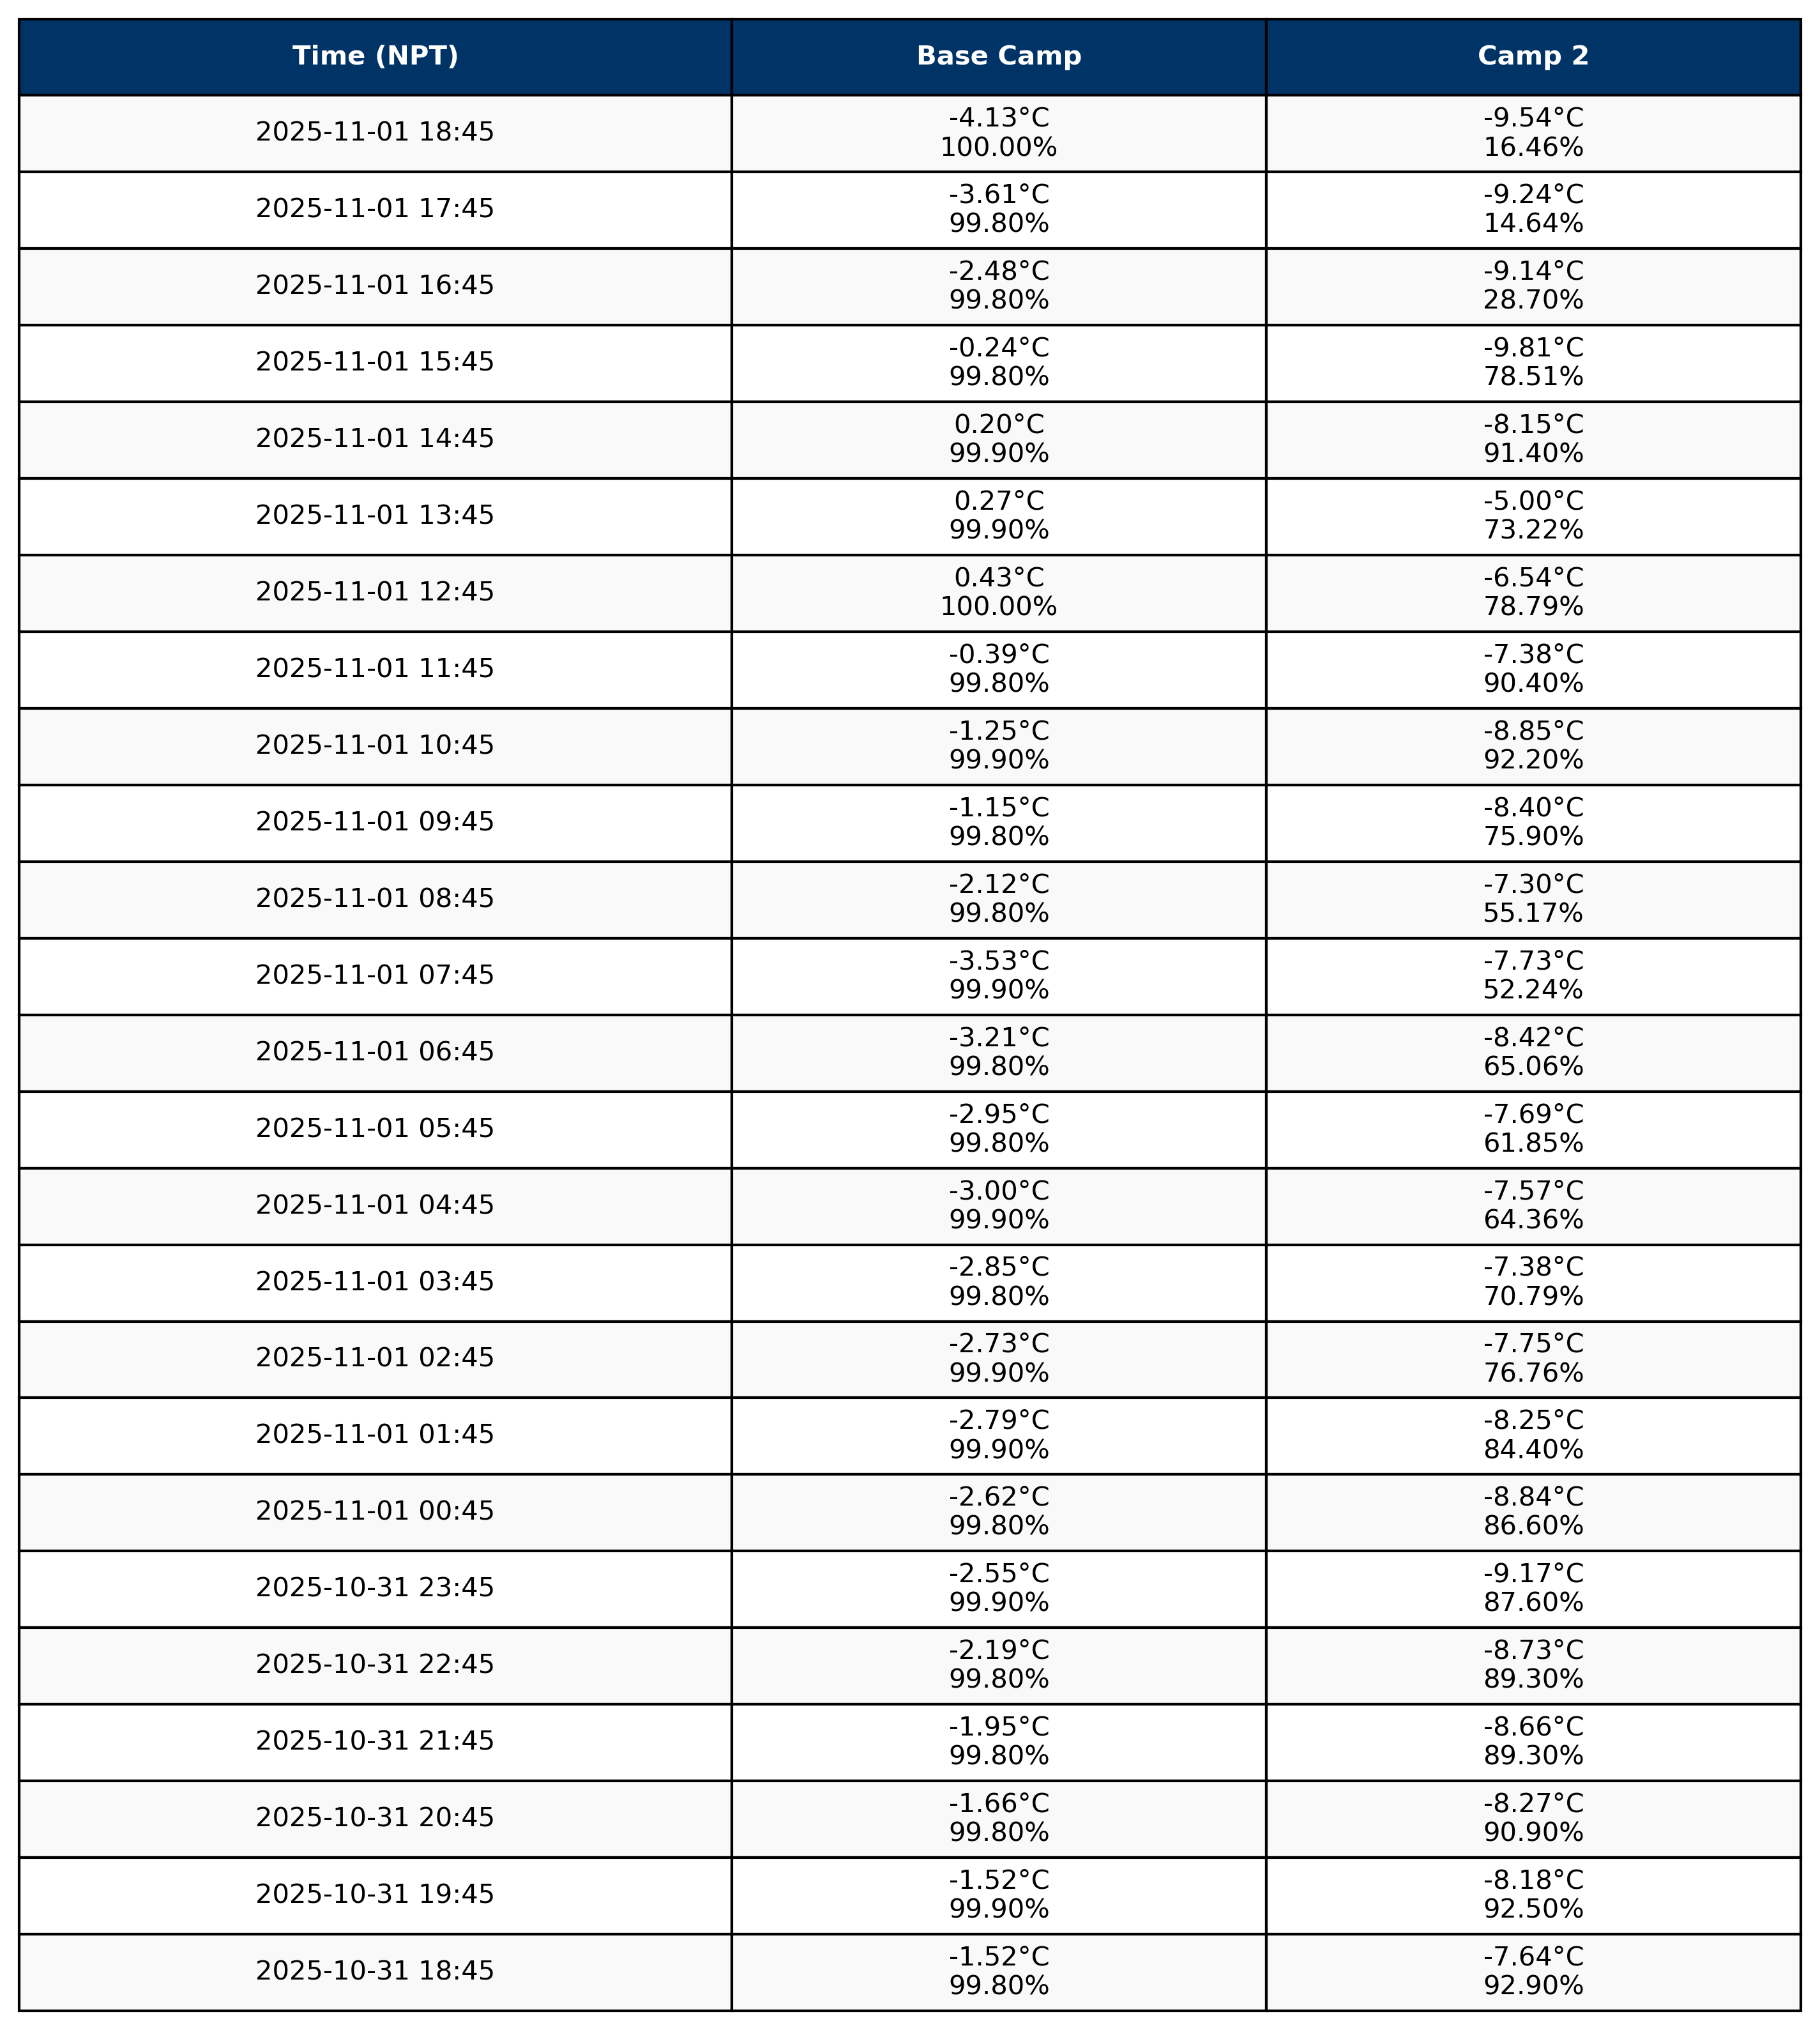 Time (NPT) Base Camp Camp 2
2025-11-01 18:45 -4.13°C -9.54°C
100.00% 16.46%
2025-11-01 17:45 -3.61°C -9.24°C
99.80% 14.64%
2025-11-01 16:45 -2.48°C -9.14°C
99.80% 28.70%
2025-11-01 15:45 -0.24°C -9.81°C
99.80% 78.51%
2025-11-01 14:45 0.20°C -8.15°C
99.90% 91.40%
2025-11-01 13:45 0.27°C -5.00°C
99.90% 73.22%
2025-11-01 12:45 0.43°C -6.54°C
100.00% 78.79%
2025-11-01 11:45 -0.39°C -7.38°C
99.80% 90.40%
2025-11-01 10:45 -1.25°C -8.85°C
99.90% 92.20%
2025-11-01 09:45 -1.15°C -8.40°C
99.80% 75.90%
2025-11-01 08:45 -2.12°C -7.30°C
99.80% 55.17%
2025-11-01 07:45 -3.53°C -7.73°C
99.90% 52.24%
2025-11-01 06:45 -3.21°C -8.42°C
99.80% 65.06%
2025-11-01 05:45 -2.95°C -7.69°C
99.80% 61.85%
2025-11-01 04:45 -3.00°C -7.57°C
99.90% 64.36%
2025-11-01 03:45 -2.85°C -7.38°C
99.80% 70.79%
2025-11-01 02:45 -2.73°C -7.75°C
99.90% 76.76%
2025-11-01 01:45 -2.79°C -8.25°C
99.90% 84.40%
2025-11-01 00:45 -2.62°C -8.84°C
99.80% 86.60%
2025-10-31 23:45 -2.55°C -9.17°C
99.90% 87.60%
2025-10-31 22:45 -2.19°C -8.73°C
99.80% 89.30%
2025-10-31 21:45 -1.95°C -8.66°C
99.80% 89.30%
2025-10-31 20:45 -1.66°C -8.27°C
99.80% 90.90%
2025-10-31 19:45 -1.52°C -8.18°C
99.90% 92.50%
2025-10-31 18:45 -1.52°C -7.64°C
99.80% 92.90%